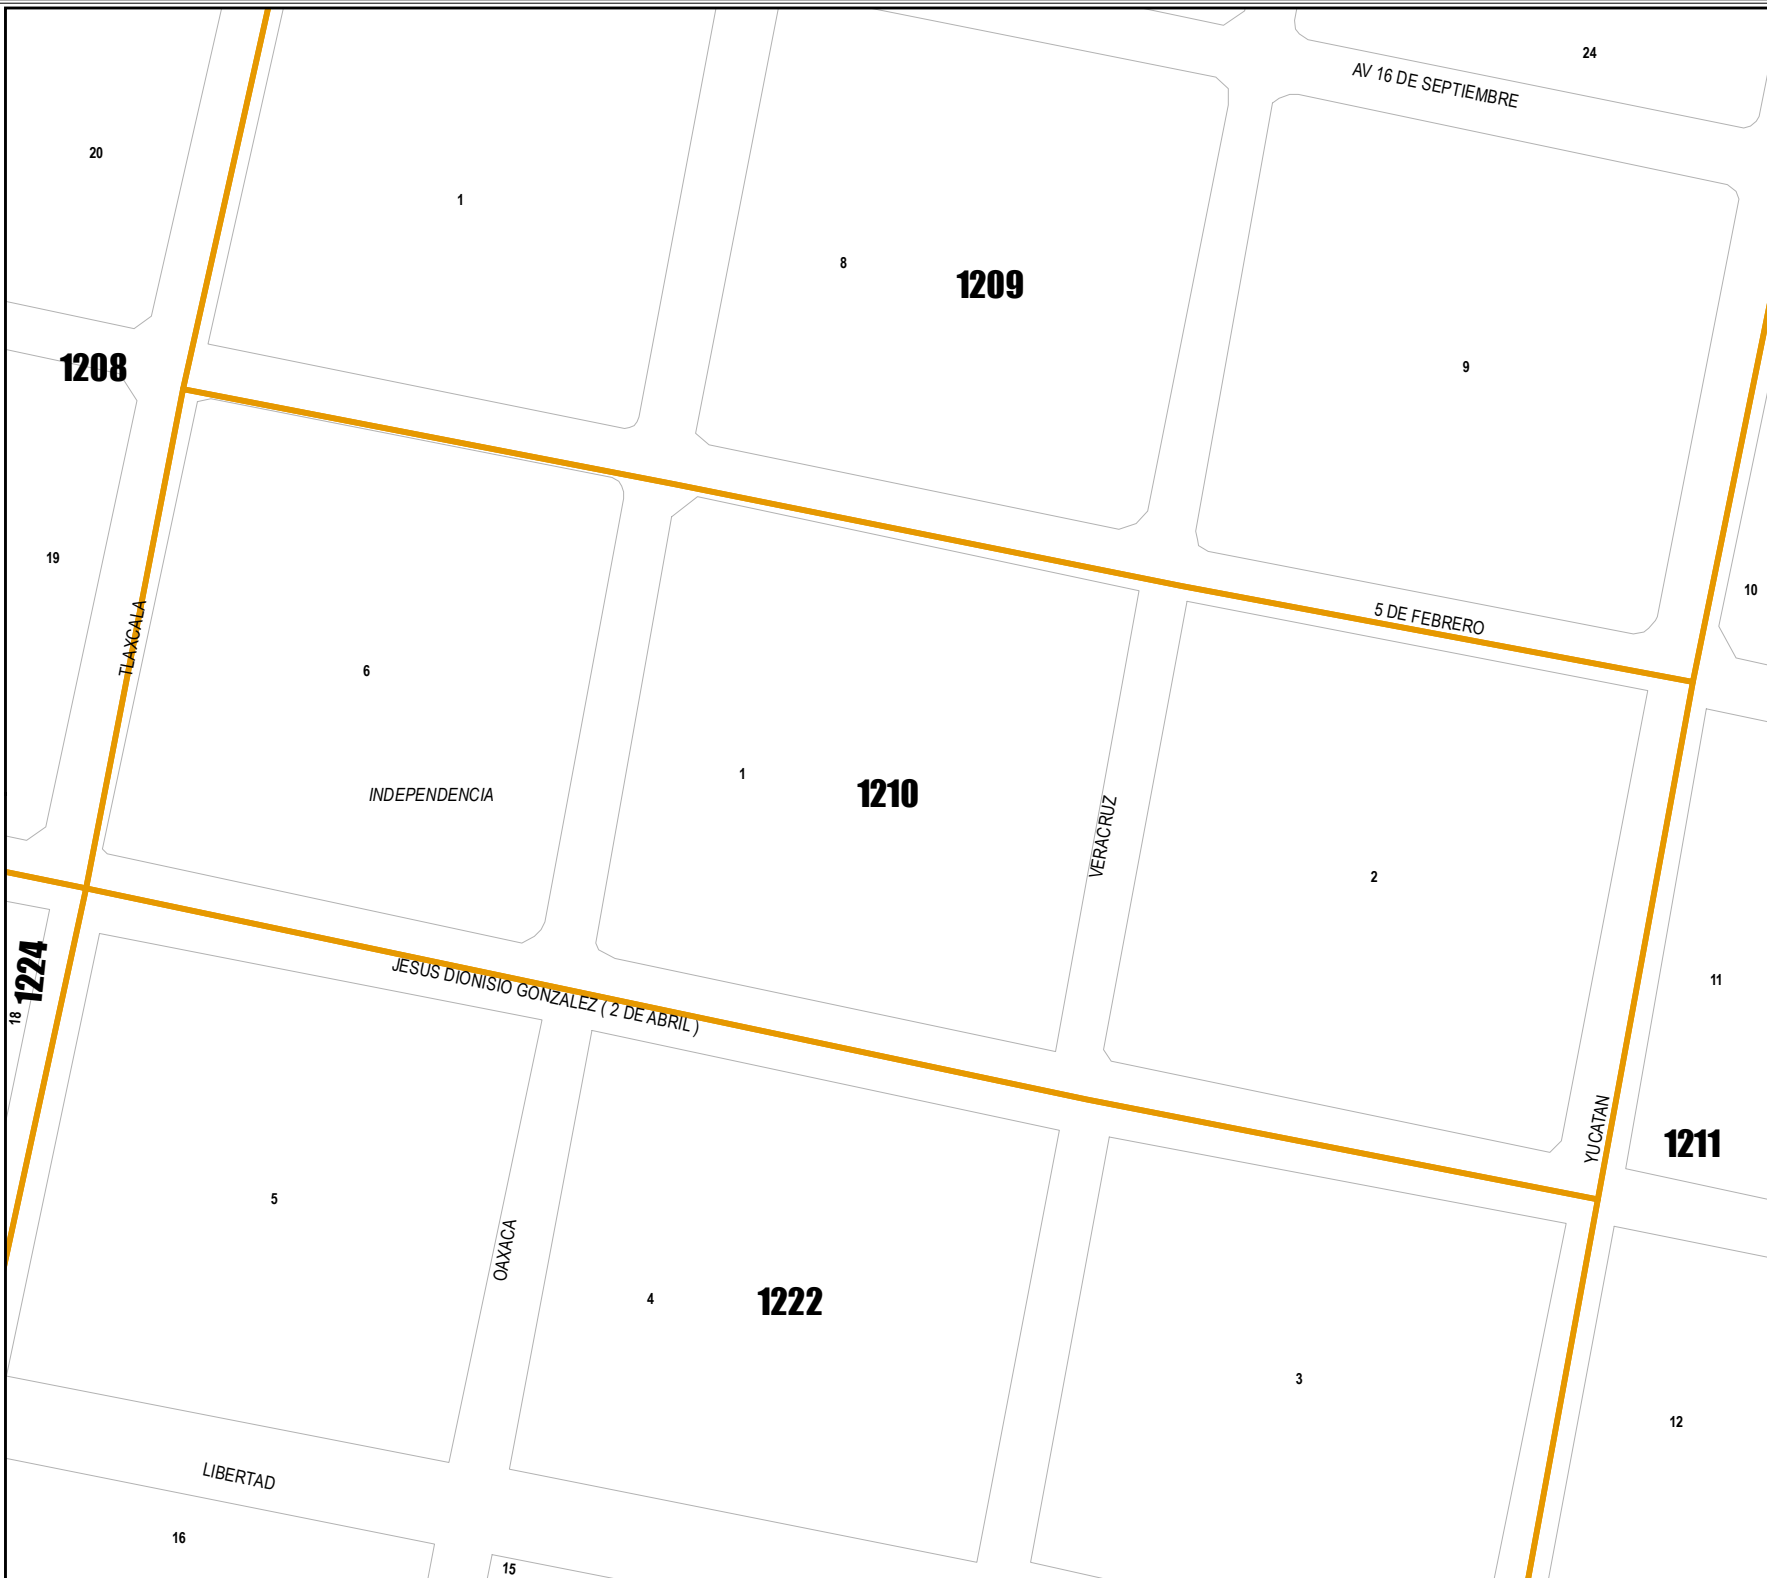 24
AV 16 DE SEPTIEMBRE
20
1
8
1209
1208
9
19
10
5 DE FEBRERO
TLAXCALA
6
1
1210
INDEPENDENCIA
VERACRUZ
2
1224
18
JESUS DIONISIO GONZALEZ ( 2 DE ABRIL )
11
YUCATAN
1211
5
OAXACA
4
1222
3
12
LIBERTAD
16
15